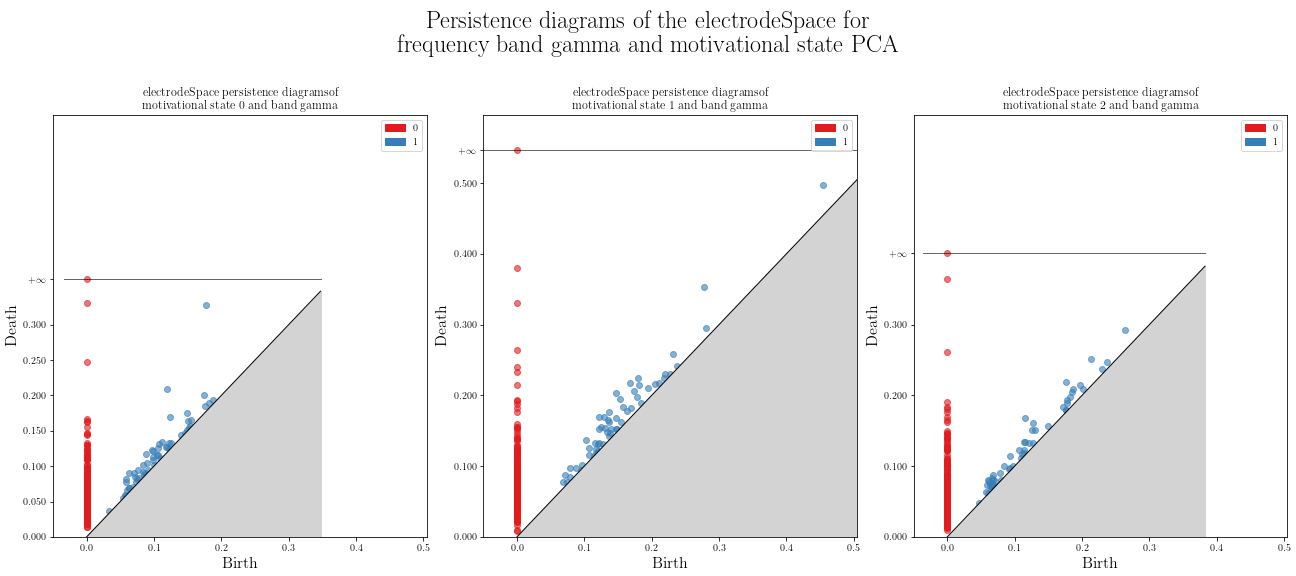 Persistence diagrams of the electrodeSpace for
frequency band gamma and motivational state PCA
electrodeSpace persistence diagramsof
motivational state 0 and band gamma
0
1
+∞
0.300
0.250
0.200
0.150
0.100
0.050
0.000
Death
0.0 0.1 0.2 0.3 0.4 0.5
Birth
electrodeSpace persistence diagramsof
motivational state 1 and band gamma
0
1
+∞
0.500
0.400
0.300
0.200
0.100
0.000
Death
0.0 0.1 0.2 0.3 0.4 0.5
Birth
electrodeSpace persistence diagramsof
motivational state 2 and band gamma
0
1
+∞
0.300
0.200
0.100
0.000
Death
0.0 0.1 0.2 0.3 0.4 0.5
Birth